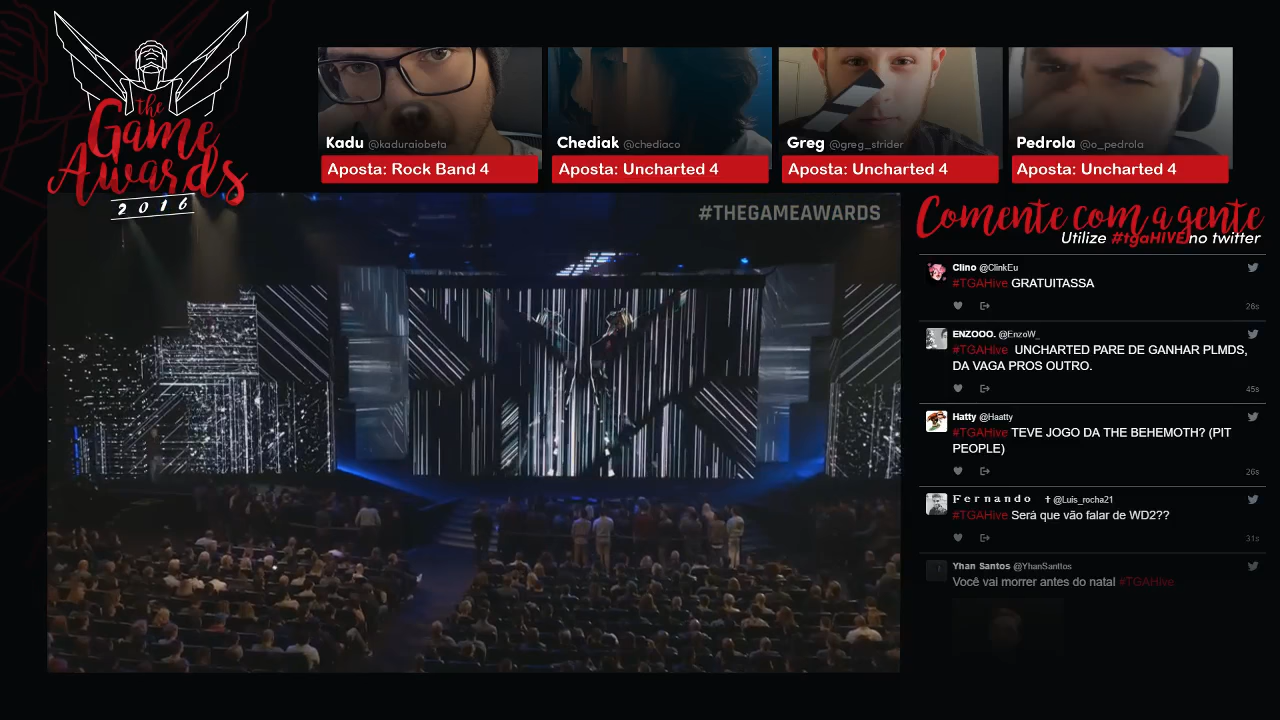 the
Game
Awards
2016
Kadu @kaduraiobeta
Aposta: Rock Band 4
Chediak @chediaco
Aposta: Uncharted 4
Greg @greg_strider
Aposta: Uncharted 4
Pedrola @o_pedrola
Aposta: Uncharted 4
#THEGAMEAWARDS
Comente com a gente
Utilize #tgaHIVE no twitter
Clino @ClinkEu
#TGAHive GRATUITASSA
26s
ENZOOO. @EnzoW_
#TGAHive UNCHARTED PARE DE GANHAR PLMDS,
DA VAGA PROS OUTRO.
45s
Hatty @Haatty
#TGAHive TEVE JOGO DA THE BEHEMOTH? (PIT
PEOPLE)
26s
Fernando ✝ @Luis_rocha21
#TGAHive Será que vão falar de WD2??
31s
Yhan Santos @YhanSanttos
Você vai morrer antes do natal #TGAHive